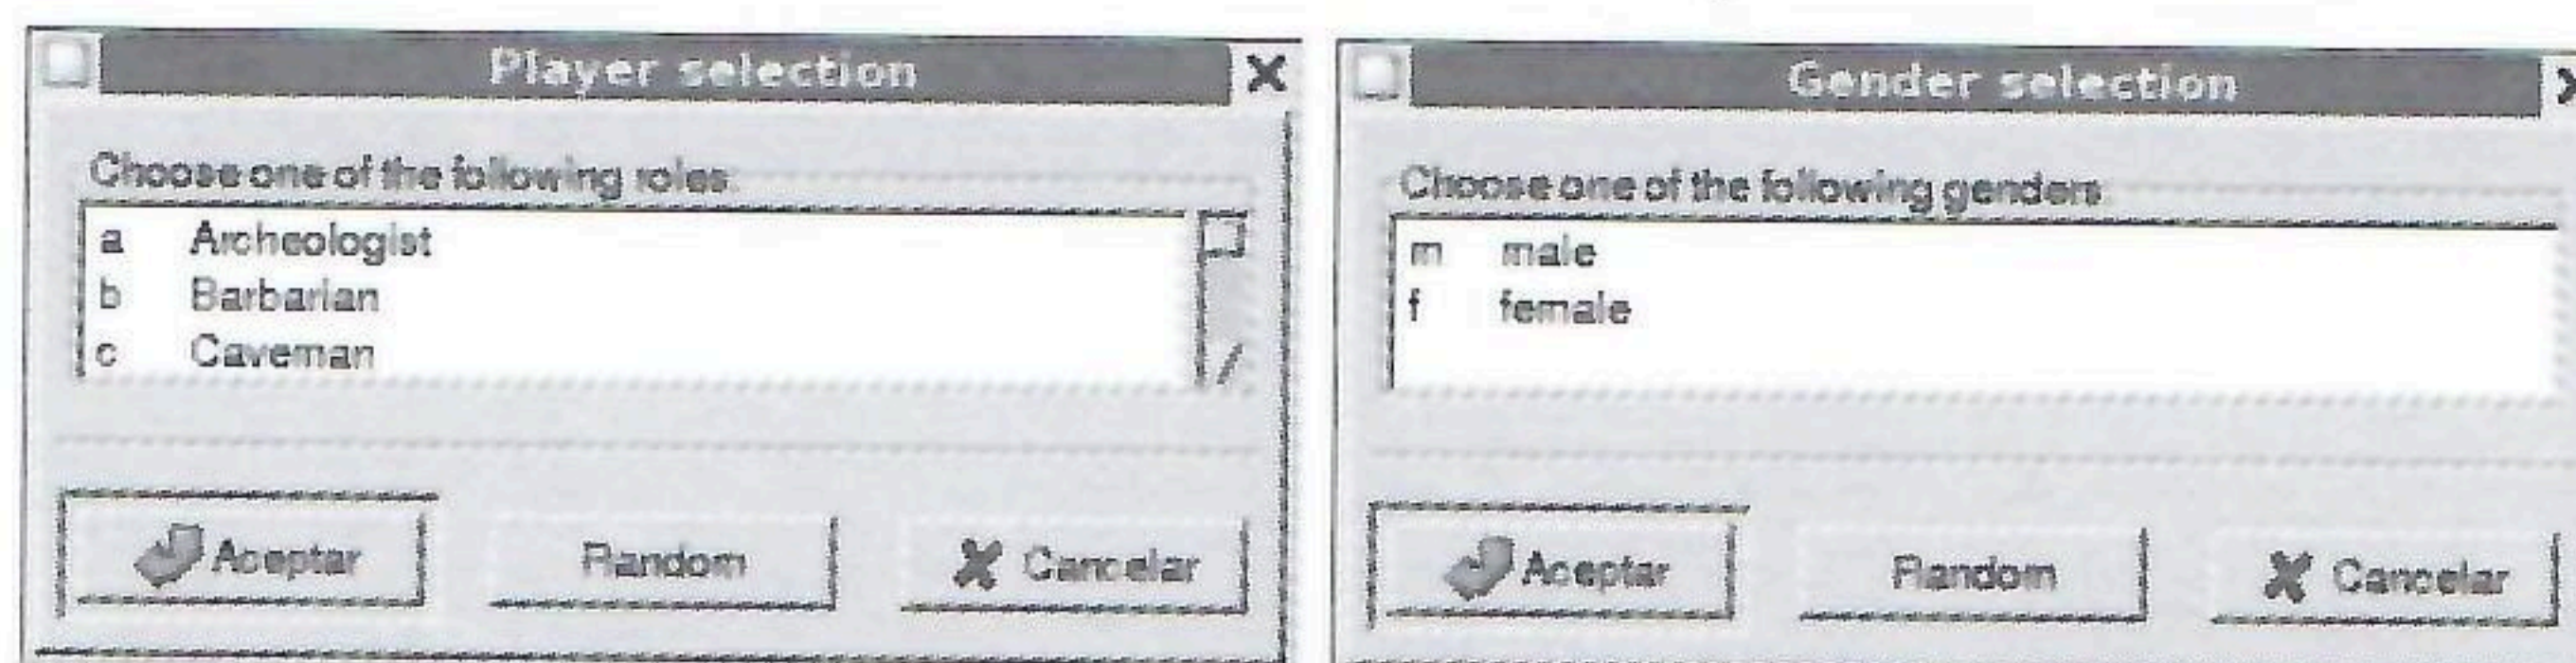 Player selection
Choose one of the following roles
a Archeologist
b Barbarian
c Caveman
Aceptar Random Cancelar
Gender selection
Choose one of the following genders
m male
f female
Aceptar Random Cancelar